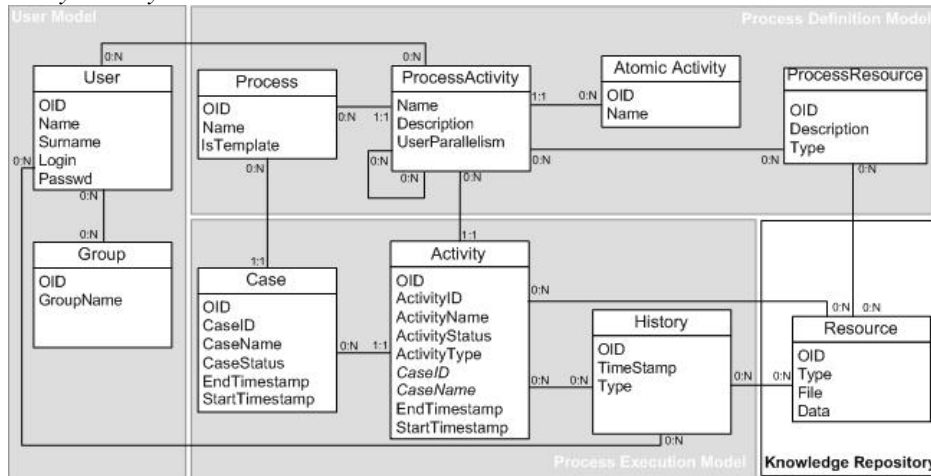 User Model
Process Definition Model
0:N
0:N
User
OID
Name
Surname
Login
Passwd
0:N
0:N
0:N
Group
OID
GroupName
Process
OID
Name
IsTemplate
0:N
1:1
0:N
ProcessActivity
Name
Description
UserParallelism
0:N
0:N
0:N
1:1
0:N
Atomic Activity
OID
Name
ProcessResource
OID
Description
Type
0:N
0:N
1:1
Case
OID
CaseID
CaseName
CaseStatus
EndTimestamp
StartTimestamp
0:N
1:1
1:1
Activity
OID
ActivityID
ActivityName
ActivityStatus
ActivityType
CaseID
CaseName
EndTimestamp
StartTimestamp
0:N
0:N
0:N
History
OID
TimeStamp
Type
0:N
0:N
0:N
0:N
0:N
Resource
OID
Type
File
Data
Process Execution Model
Knowledge Repository